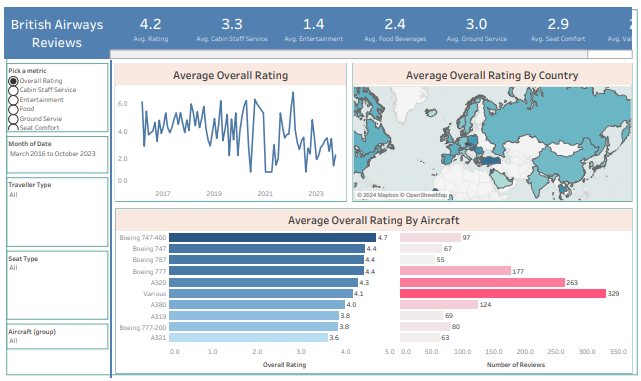 British Airways
Reviews
4.2
3.3
1.4
2.4
3.0
2.9
Avg. Rating
Avg. Cabin Staff Service
Avg. Entertainment
Avg. Food Beverages
Avg. Ground Service
Avg. Seat Comfort
Avg.
Pick a metric
Overall Rating
Cabin Staff Service
Entertainment
Food
Ground Servie
Seat Comfort
Month of Date
March 2016 to October 2023
Traveller Type
All
Seat Type
All
Aircraft (group)
All
Average Overall Rating
6.0
4.0
2.0
0.0
2017
2019
2021
2023
Average Overall Rating By Country
© 2024 Mapbox © OpenStreetMap
Average Overall Rating By Aircraft
Boeing 747-400 4.7 97
Boeing 747 4.4 67
Boeing 787 4.4 55
Boeing 777 4.4 177
A320 4.3 263
Various 4.1 329
A380 4.0 124
A319 3.8 69
Boeing 777-200 3.8 80
A321 3.6 63
0.0 1.0 2.0 3.0 4.0 5.0 0.0 50.0 100.0 150.0 200.0 250.0 300.0 350.0
Overall Rating
Number of Reviews